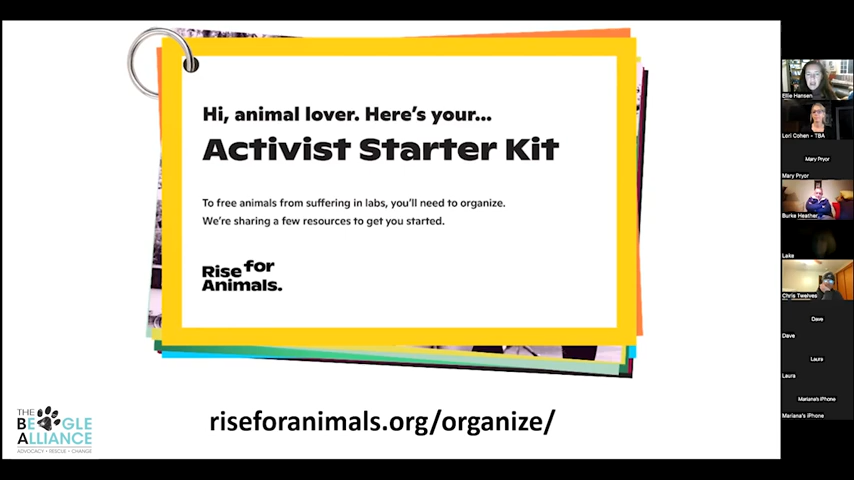 Hi, animal lover. Here's your...
Activist Starter Kit
To free animals from suffering in labs, you'll need to organize.
We're sharing a few resources to get you started.
Rise for
Animals.
riseforanimals.org/organize/
THE
BEAGLE
ALLIANCE
ADVOCACY • RESCUE • CHANGE
Ellie Hansen
Lori Cohen - TBA
Mary Pryor
Mary Pryor
Burke Heather
Lake
Chris Twelves
Dave
Dave
Laura
Laura
Mariana's iPhone
Mariana's iPhone